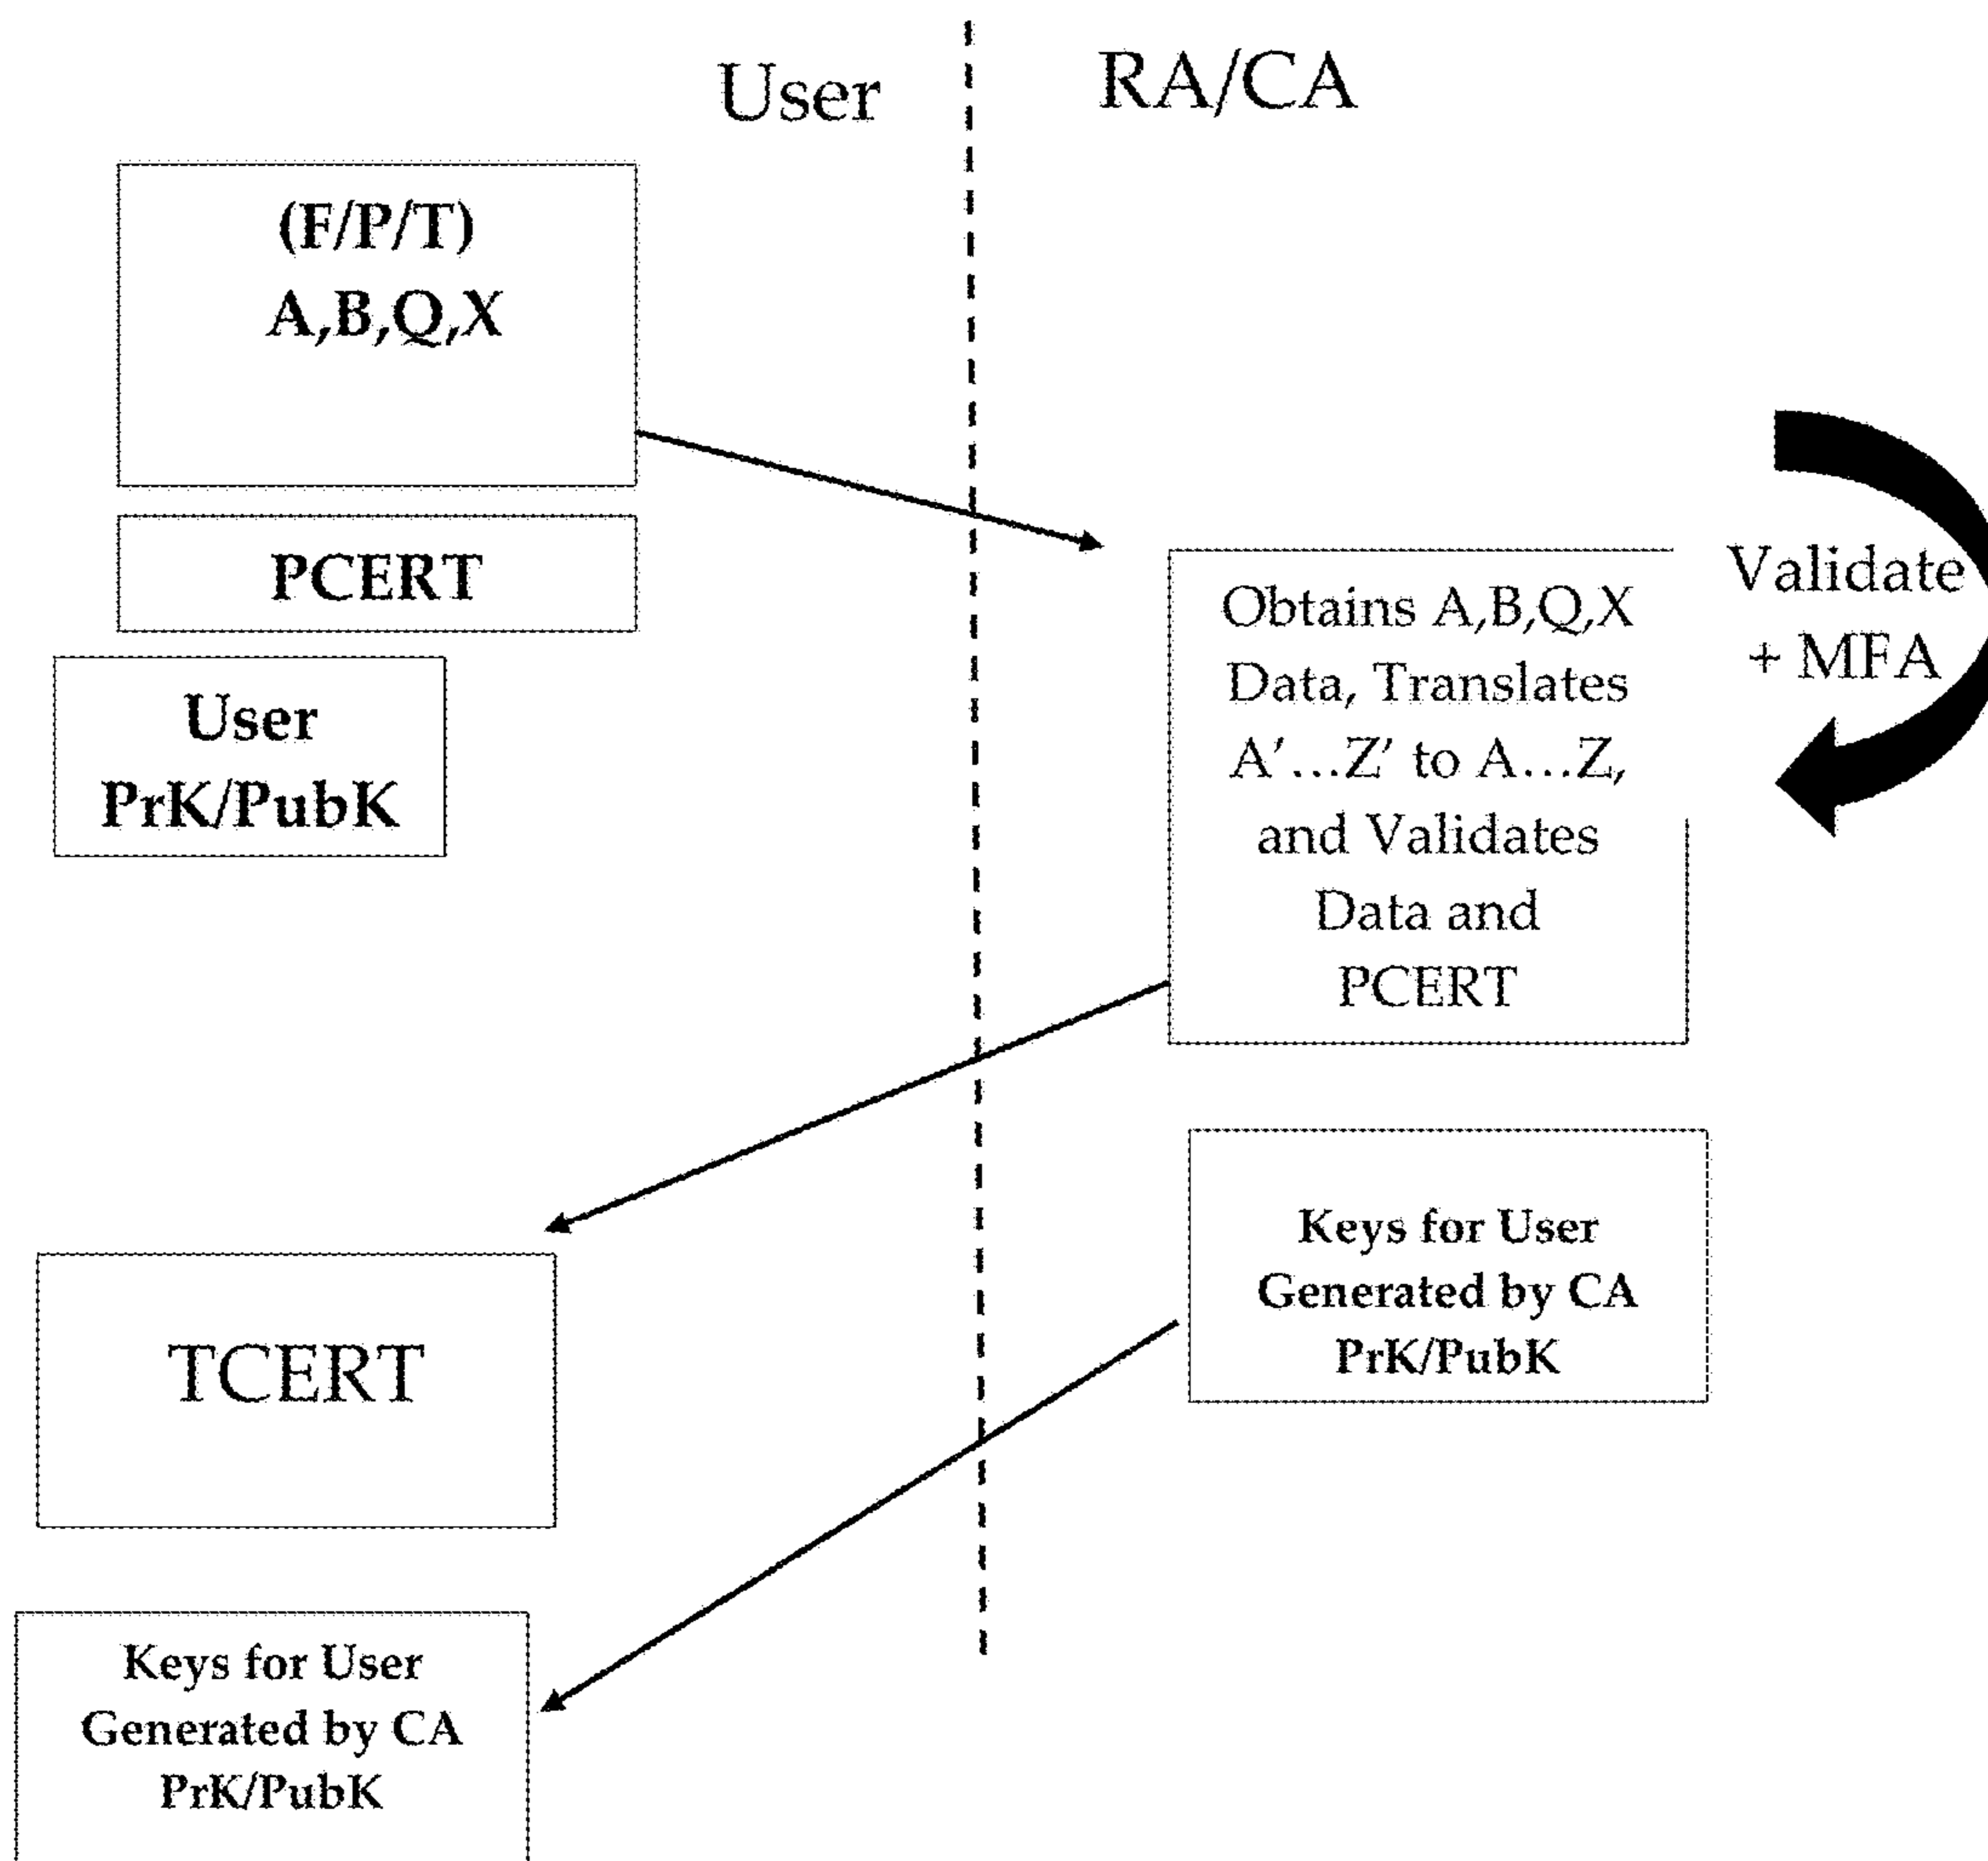 User
RA/CA
(F/P/T)
A,B,Q,X
PCERT
User
PrK/PubK
Obtains A,B,Q,X
Data, Translates
A′...Z′ to A...Z,
and Validates
Data and
PCERT
Validate
+ MFA
Keys for User
Generated by CA
PrK/PubK
TCERT
Keys for User
Generated by CA
PrK/PubK